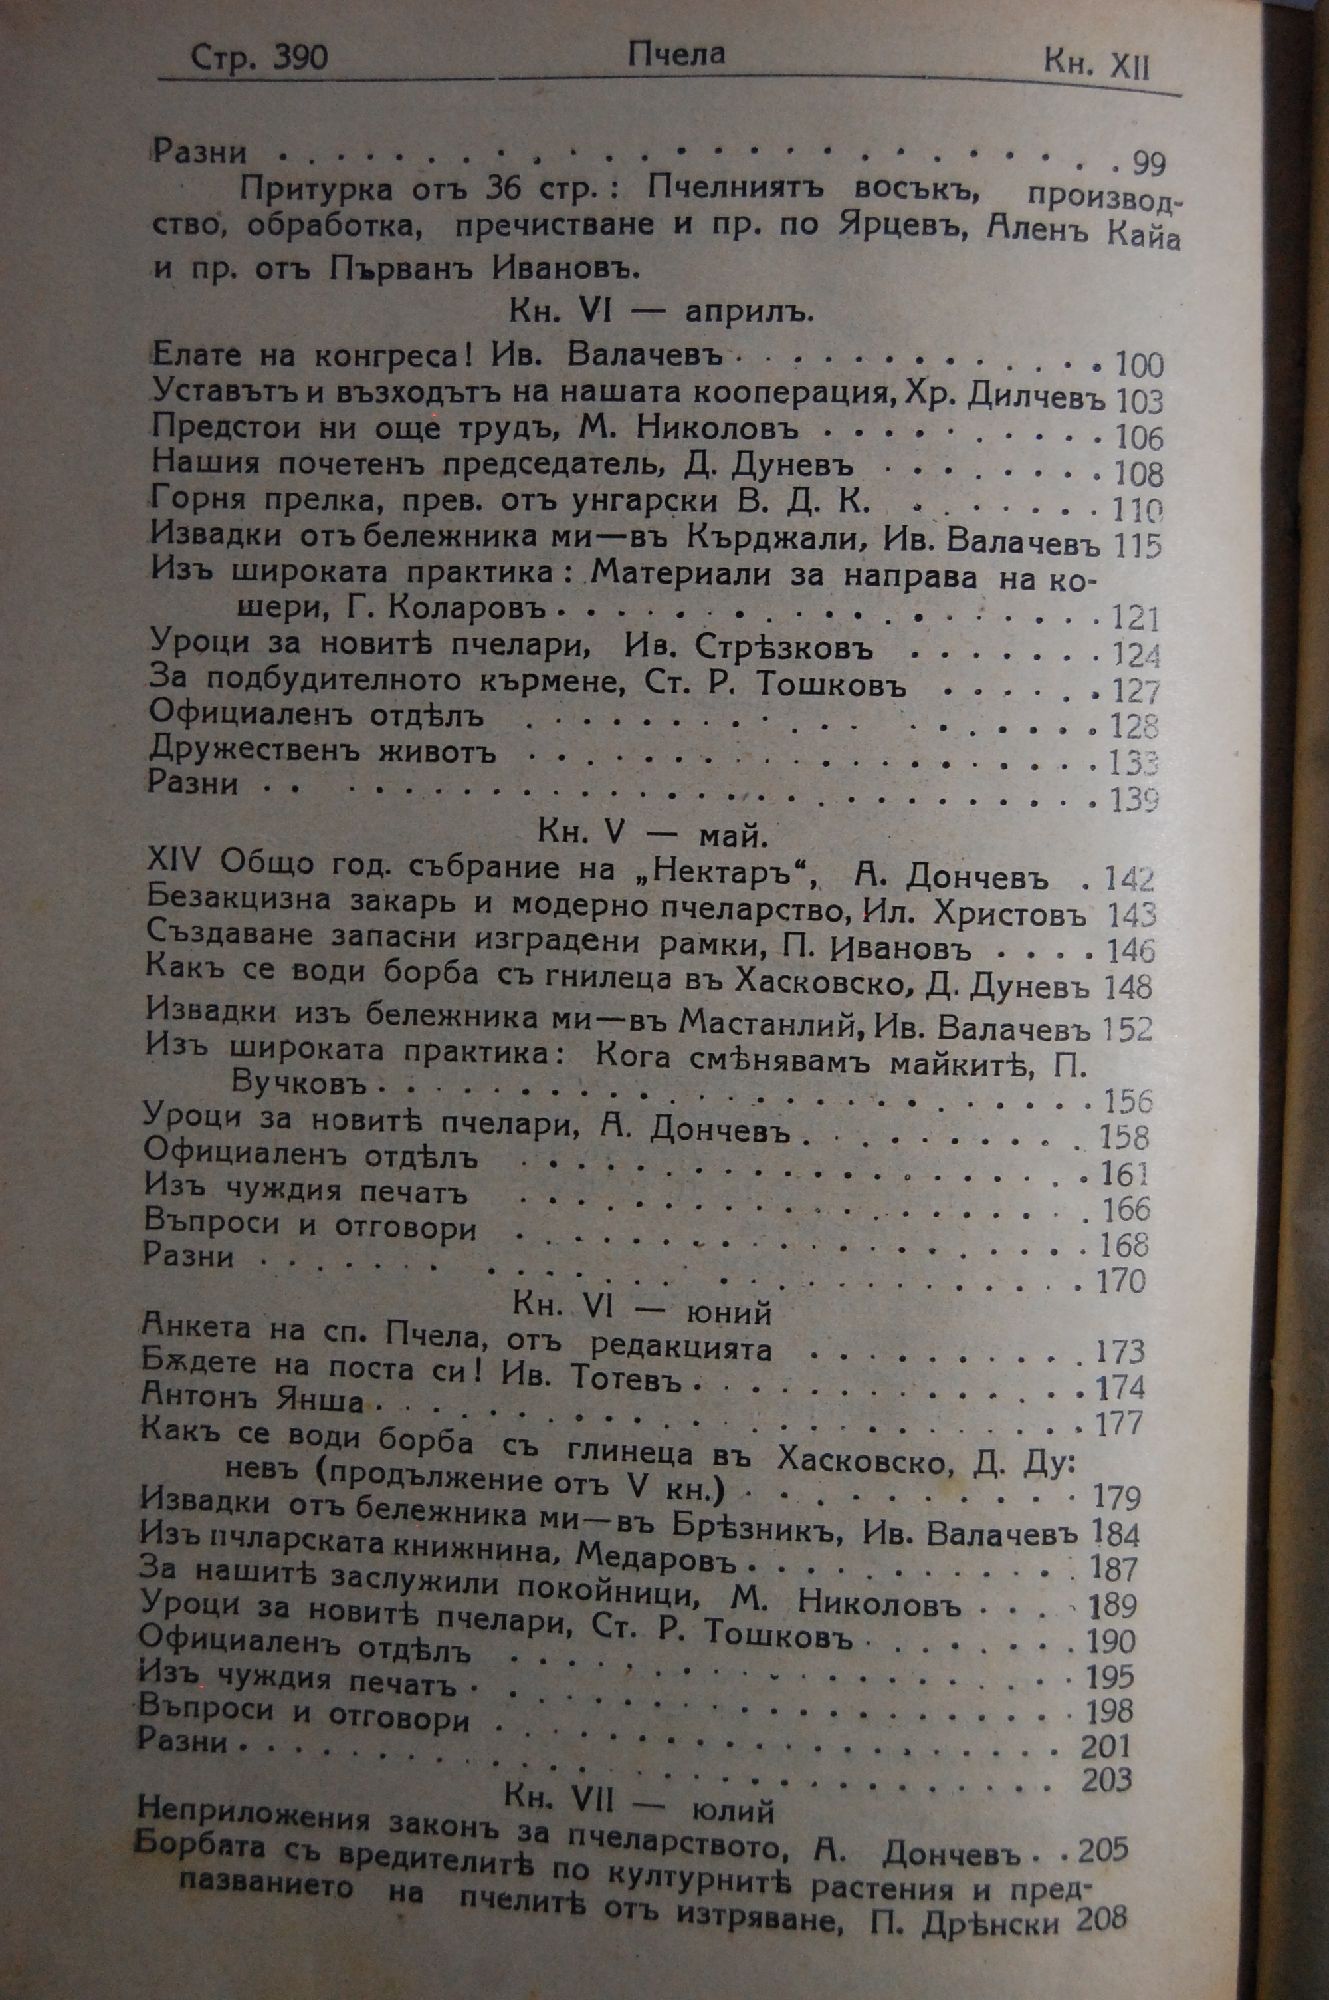 Стр. 390 Пчела Кн. XII
Разни . . . . . . . . . . 99
Притурка отъ 36 стр.: Пчелниятъ восъкъ, производ-
ство, обработка, пречистване и пр. по Ярцевъ, Аленъ Кайа
и пр. отъ Първанъ Ивановъ.
Кн. VI — априлъ.
Елате на конгреса! Ив. Валачевъ . . . . . . . . . . 100
Уставътъ и възходътъ на нашата кооперация, Хр. Дилчевъ 103
Предстои ни още трудъ, М. Николовъ . . . . . . . . . . 106
Нашия почетенъ председатель, Д. Дуневъ . . . . . . . . 108
Горня прелка, прев. отъ унгарски В. Д. К. . . . . . . . 110
Извадки отъ бележника ми—въ Кърджали, Ив. Валачевъ 115
Изъ широката практика: Материали за направа на ко-
шери, Г. Коларовъ . . . . . . . . . . 121
Уроци за новитѣ пчелари, Ив. Стрѣзковъ . . . . . . . 124
За подбудителното кърмене, Ст. Р. Тошковъ . . . . . . 127
Официаленъ отдѣлъ . . . . . . . . . . 128
Дружественъ животъ . . . . . . . . . . 133
Разни . . . . . . . . . . 139
Кн. V — май.
XIV Общо год. събрание на „Нектаръ“, А. Дончевъ . 142
Безакцизна закарь и модерно пчеларство, Ил. Христовъ 143
Създаване запасни изградени рамки, П. Ивановъ . . . . 146
Какъ се води борба съ гнилеца въ Хасковско, Д. Дуневъ 148
Извадки изъ бележника ми—въ Мастанлий, Ив. Валачевъ 152
Изъ широката практика: Кога смѣнявамъ майкитѣ, П.
Вучковъ . . . . . . . . . . 156
Уроци за новитѣ пчелари, А. Дончевъ . . . . . . . . . . 158
Официаленъ отдѣлъ . . . . . . . . . . 161
Изъ чуждия печатъ . . . . . . . . . . 166
Въпроси и отговори . . . . . . . . . . 168
Разни . . . . . . . . . . 170
Кн. VI — юний
Анкета на сп. Пчела, отъ редакцията . . . . . . . . . . 173
Бѫдете на поста си! Ив. Тотевъ . . . . . . . . . . 174
Антонъ Янша . . . . . . . . . . 177
Какъ се води борба съ глинеца въ Хасковско, Д. Ду:
невъ (продължение отъ V кн.) . . . . . . . . . . 179
Извадки отъ бележника ми—въ Брѣзникъ, Ив. Валачевъ 184
Изъ пчларската книжнина, Медаровъ . . . . . . . . . . 187
За нашитѣ заслужили покойници, М. Николовъ . . . . 189
Уроци за новитѣ пчелари, Ст. Р. Тошковъ . . . . . . . . 190
Официаленъ отдѣлъ . . . . . . . . . . 195
Изъ чуждия печатъ . . . . . . . . . . 198
Въпроси и отговори . . . . . . . . . . 201
Разни . . . . . . . . . . 203
Кн. VII — юлий
Неприложения законъ за пчеларството, А. Дончевъ . . 205
Борбата съ вредителитѣ по културнитѣ растения и пред-
пазванието на пчелитѣ отъ изтряване, П. Дрѣнски 208